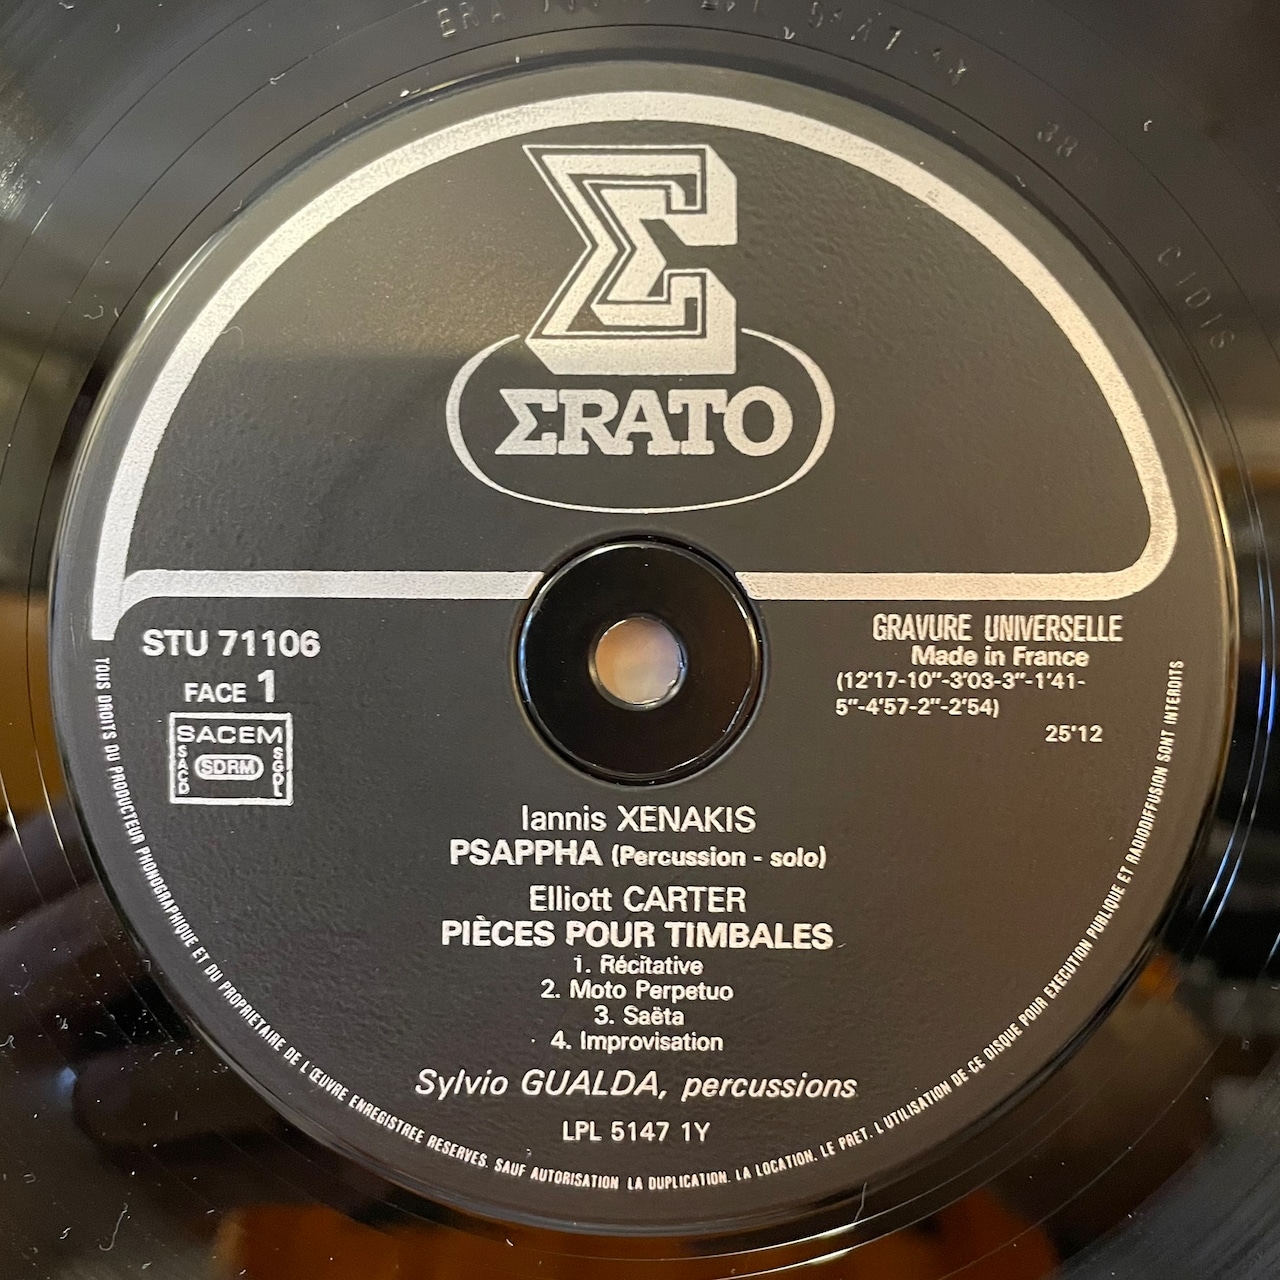 Σ
ΣRATO
STU 71106
FACE 1
SACEM
SACD
SDRM
SGDL
GRAVURE UNIVERSELLE
Made in France
(12'17-10"-3'03-3"-1'41-
5"-4'57-2"-2'54)
25'12
Iannis XENAKIS
PSAPPHA (Percussion - solo)
Elliott CARTER
PIÈCES POUR TIMBALES
1. Récitative
2. Moto Perpetuo
3. Saëta
4. Improvisation
Sylvio GUALDA, percussions
LPL 5147 1Y
TOUS DROITS DU PRODUCTEUR PHONOGRAPHIQUE ET DU PROPRIETAIRE DE L'ŒUVRE ENREGISTREE RESERVES. SAUF AUTORISATION LA DUPLICATION. LA LOCATION. LE PRET. L'UTILISATION DE CE DISQUE POUR EXECUTION PUBLIQUE ET RADIODIFFUSION SONT INTERDITS